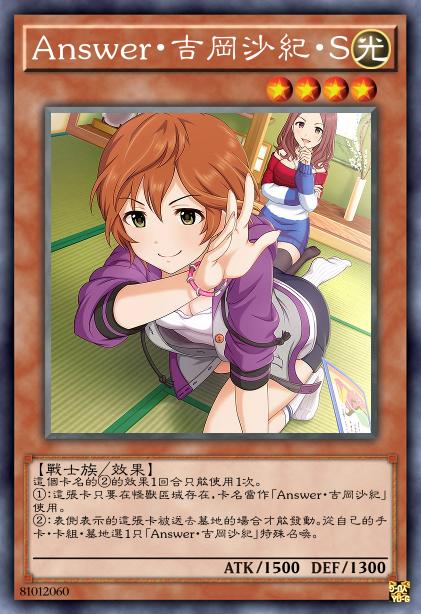 Answer·吉岡沙紀·S 光
【戰士族／效果】
這個卡名的②的效果1回合只能使用1次。
①：這張卡只要在怪獸區域存在，卡名當作「Answer·吉岡沙紀」
使用。
②：表側表示的這張卡被送去墓地的場合才能發動。從自己的手
卡·卡組·墓地選1只「Answer·吉岡沙紀」特殊召喚。
ATK/1500 DEF/1300
81012060